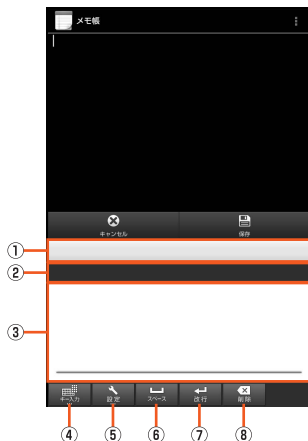 メモ帳
キャンセル 保存
①
②
③
キー入力 設定 スペース 改行 削除
④ ⑤ ⑥ ⑦ ⑧